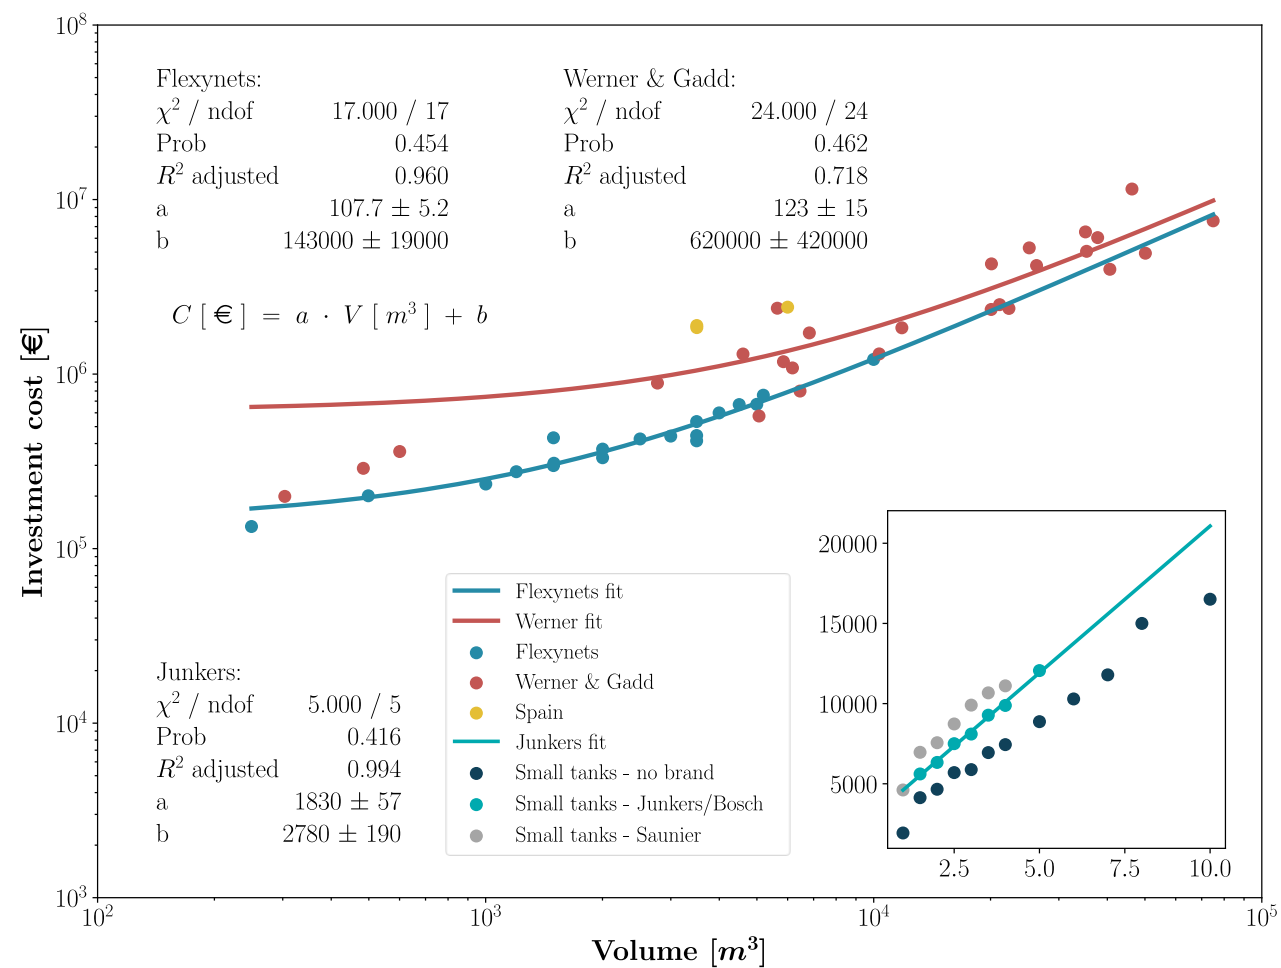 10⁸
10⁷
10⁶
10⁵
10⁴
10³
Investment cost [€]
Flexynets:
χ² / ndof 17.000 / 17
Prob 0.454
R² adjusted 0.960
a 107.7 ± 5.2
b 143000 ± 19000
Werner & Gadd:
χ² / ndof 24.000 / 24
Prob 0.462
R² adjusted 0.718
a 123 ± 15
b 620000 ± 420000
C [ € ] = a · V [ m³ ] + b
Junkers:
χ² / ndof 5.000 / 5
Prob 0.416
R² adjusted 0.994
a 1830 ± 57
b 2780 ± 190
Flexynets fit
Werner fit
Flexynets
Werner & Gadd
Spain
Junkers fit
Small tanks - no brand
Small tanks - Junkers/Bosch
Small tanks - Saunier
20000
15000
10000
5000
2.5 5.0 7.5 10.0
10² 10³ 10⁴ 10⁵
Volume [m³]